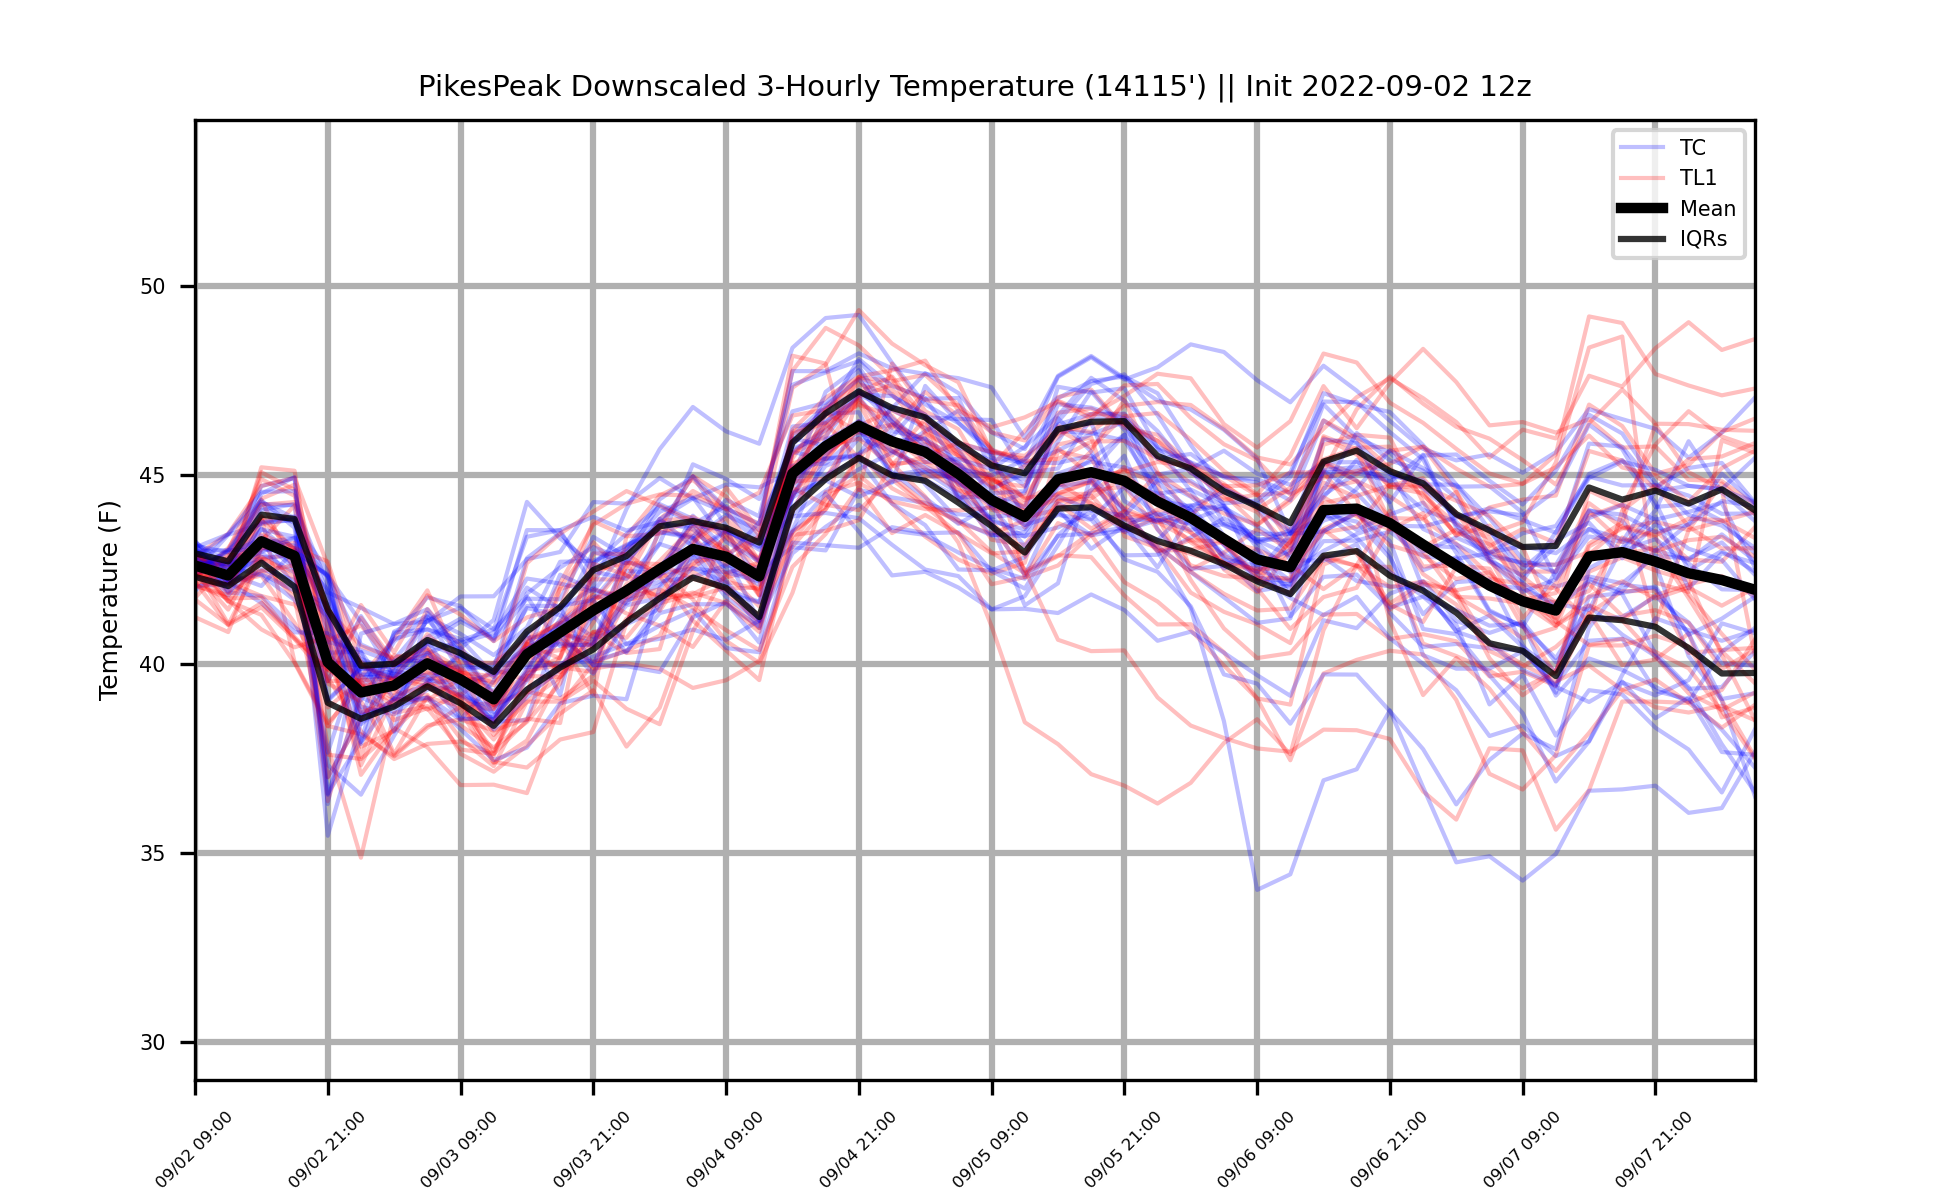 PikesPeak Downscaled 3-Hourly Temperature (14115') || Init 2022-09-02 12z
TC
TL1
Mean
IQRs
Temperature (F)
50
45
40
35
30
09/02 09:00
09/02 21:00
09/03 09:00
09/03 21:00
09/04 09:00
09/04 21:00
09/05 09:00
09/05 21:00
09/06 09:00
09/06 21:00
09/07 09:00
09/07 21:00